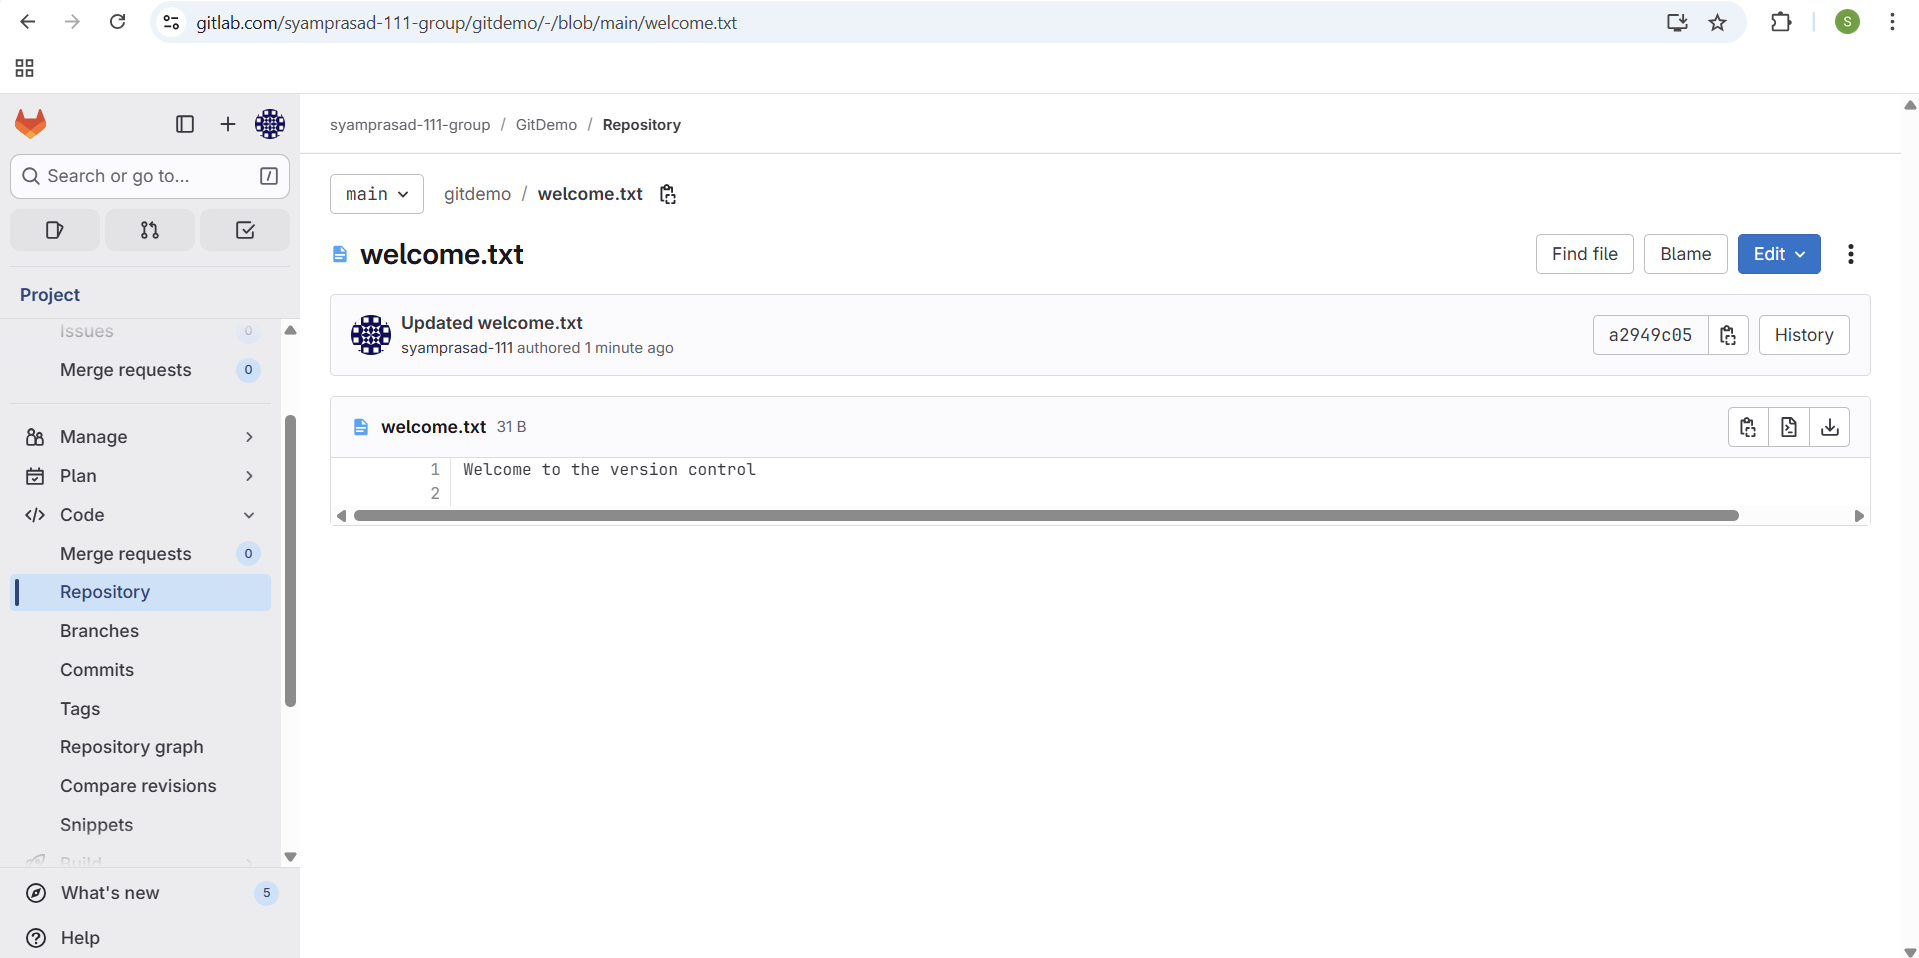 gitlab.com/syamprasad-111-group/gitdemo/-/blob/main/welcome.txt
S
syamprasad-111-group / GitDemo / Repository
Search or go to...
/
main
gitdemo / welcome.txt
welcome.txt
Find file
Blame
Edit
Project
Issues 0
Updated welcome.txt
syamprasad-111 authored 1 minute ago
a2949c05
History
Merge requests 0
welcome.txt 31 B
Manage
1 Welcome to the version control
Plan
2
Code
Merge requests 0
Repository
Branches
Commits
Tags
Repository graph
Compare revisions
Snippets
Build
What's new 5
Help